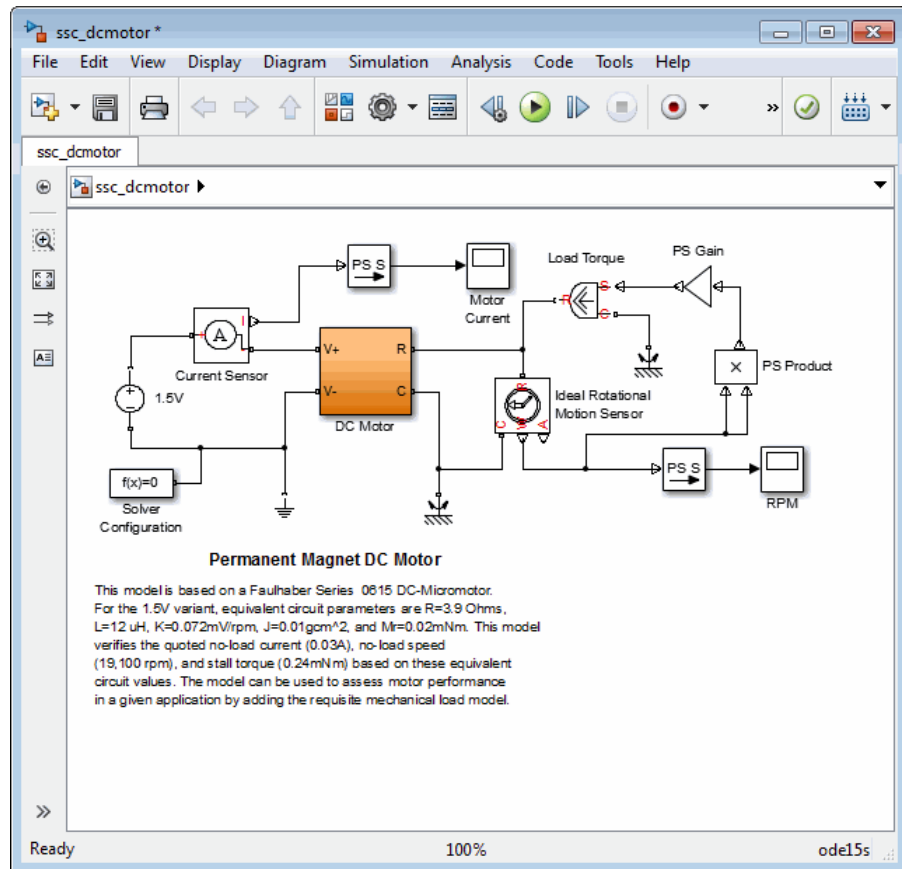 ssc_dcmotor *
File Edit View Display Diagram Simulation Analysis Code Tools Help
»
ssc_dcmotor
ssc_dcmotor
PS S
Motor
Current
Load Torque
R
S
C
PS Gain
I
A
Current Sensor
V+ R
V- C
DC Motor
1.5V
×
PS Product
R
C W A
Ideal Rotational
Motion Sensor
f(x)=0
Solver
Configuration
PS S
RPM
Permanent Magnet DC Motor
This model is based on a Faulhaber Series 0615 DC-Micromotor.
For the 1.5V variant, equivalent circuit parameters are R=3.9 Ohms,
L=12 uH, K=0.072mV/rpm, J=0.01gcm^2, and Mr=0.02mNm. This model
verifies the quoted no-load current (0.03A), no-load speed
(19,100 rpm), and stall torque (0.24mNm) based on these equivalent
circuit values. The model can be used to assess motor performance
in a given application by adding the requisite mechanical load model.
»
Ready 100% ode15s